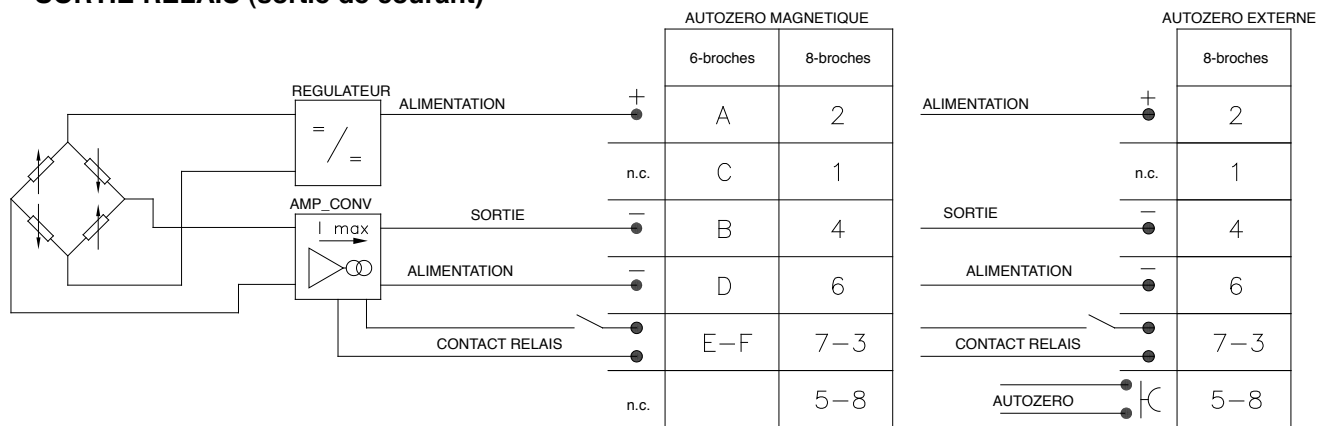 SORTIE RELAIS (sortie de courant)
AUTOZERO MAGNETIQUE
AUTOZERO EXTERNE
6-broches 8-broches
8-broches
REGULATEUR
= / =
ALIMENTATION +
A 2
ALIMENTATION +
2
n.c. C 1
n.c. 1
AMP_CONV
I max
SORTIE −
B 4
SORTIE −
4
ALIMENTATION −
D 6
ALIMENTATION −
6
CONTACT RELAIS
E-F 7-3
CONTACT RELAIS
7-3
n.c. 5-8
AUTOZERO
5-8